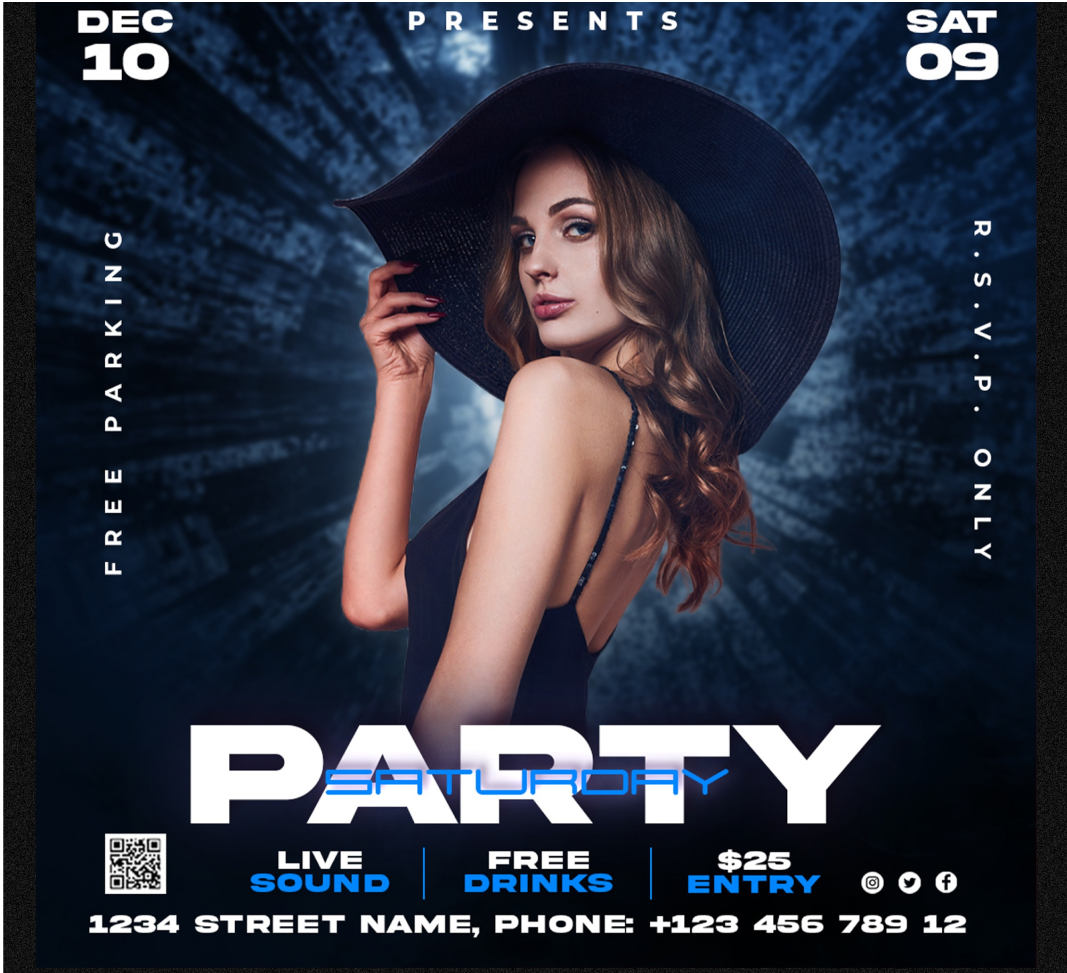 DEC
10
PRESENTS
SAT
09
FREE PARKING
R.S.V.P. ONLY
PARTY
SATURDAY
LIVE
SOUND
FREE
DRINKS
$25
ENTRY
1234 STREET NAME, PHONE: +123 456 789 12